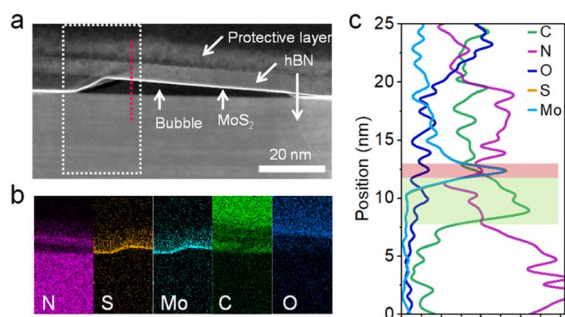 a
Protective layer
hBN
Bubble
MoS₂
20 nm
b
N
S
Mo
C
O
c
C
N
O
S
Mo
Position (nm)
25
20
15
10
5
0